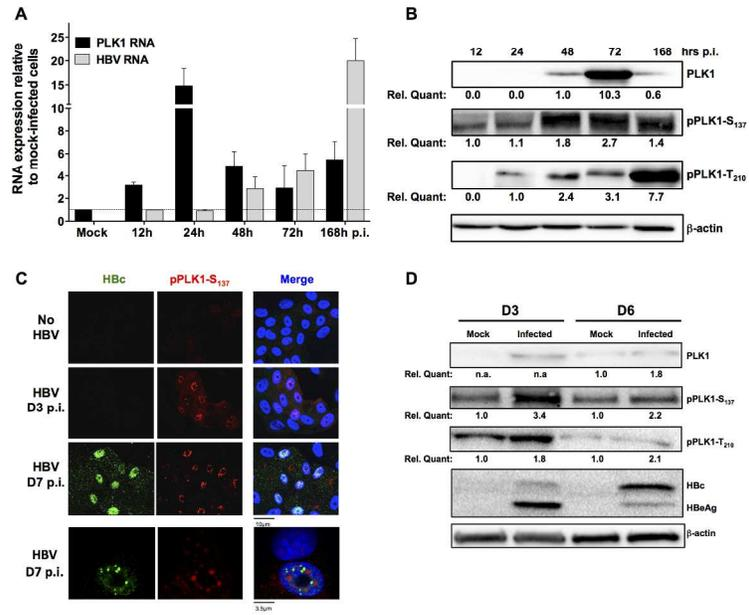 A
RNA expression relative
to mock-infected cells
PLK1 RNA
HBV RNA
25
20
15
10
10
8
6
4
2
1
0
Mock 12h 24h 48h 72h 168h p.i.
B
12 24 48 72 168 hrs p.i.
PLK1
Rel. Quant: 0.0 0.0 1.0 10.3 0.6
pPLK1-S137
Rel. Quant: 1.0 1.1 1.8 2.7 1.4
pPLK1-T210
Rel. Quant: 0.0 1.0 2.4 3.1 7.7
β-actin
C
HBc pPLK1-S137 Merge
No
HBV
HBV
D3 p.i.
HBV
D7 p.i.
10μm
HBV
D7 p.i.
3.5μm
D
D3 D6
Mock Infected Mock Infected
PLK1
Rel. Quant: n.a. n.a 1.0 1.8
pPLK1-S137
Rel. Quant: 1.0 3.4 1.0 2.2
pPLK1-T210
Rel. Quant: 1.0 1.8 1.0 2.1
HBc
HBeAg
β-actin